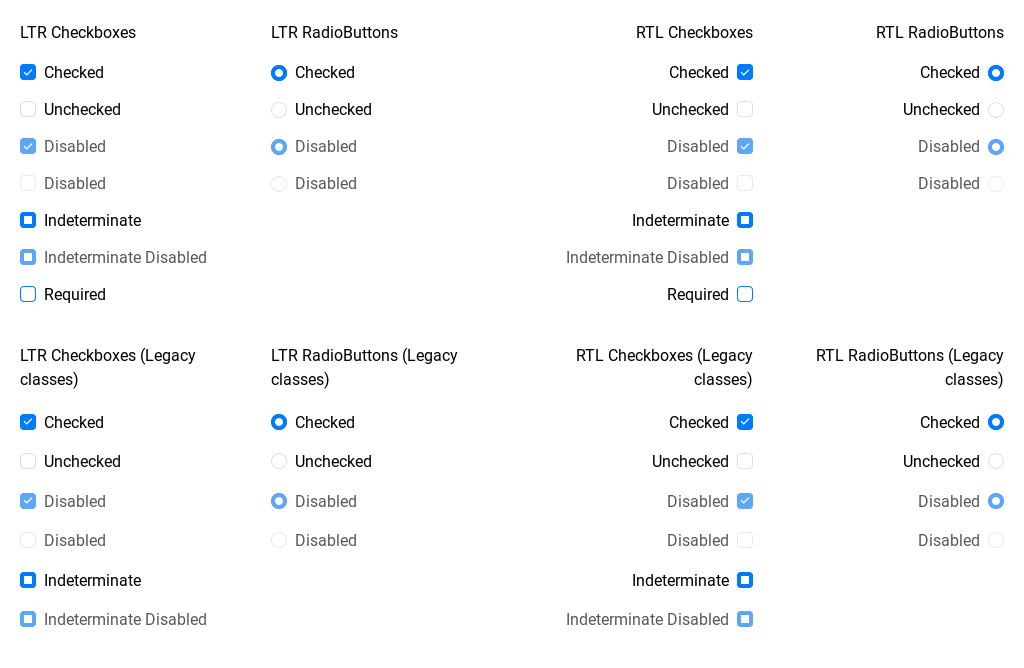 LTR Checkboxes
Checked
Unchecked
Disabled
Disabled
Indeterminate
Indeterminate Disabled
Required
LTR RadioButtons
Checked
Unchecked
Disabled
Disabled
RTL Checkboxes
Checked
Unchecked
Disabled
Disabled
Indeterminate
Indeterminate Disabled
Required
RTL RadioButtons
Checked
Unchecked
Disabled
Disabled
LTR Checkboxes (Legacy
classes)
Checked
Unchecked
Disabled
Disabled
Indeterminate
Indeterminate Disabled
LTR RadioButtons (Legacy
classes)
Checked
Unchecked
Disabled
Disabled
RTL Checkboxes (Legacy
classes)
Checked
Unchecked
Disabled
Disabled
Indeterminate
Indeterminate Disabled
RTL RadioButtons (Legacy
classes)
Checked
Unchecked
Disabled
Disabled